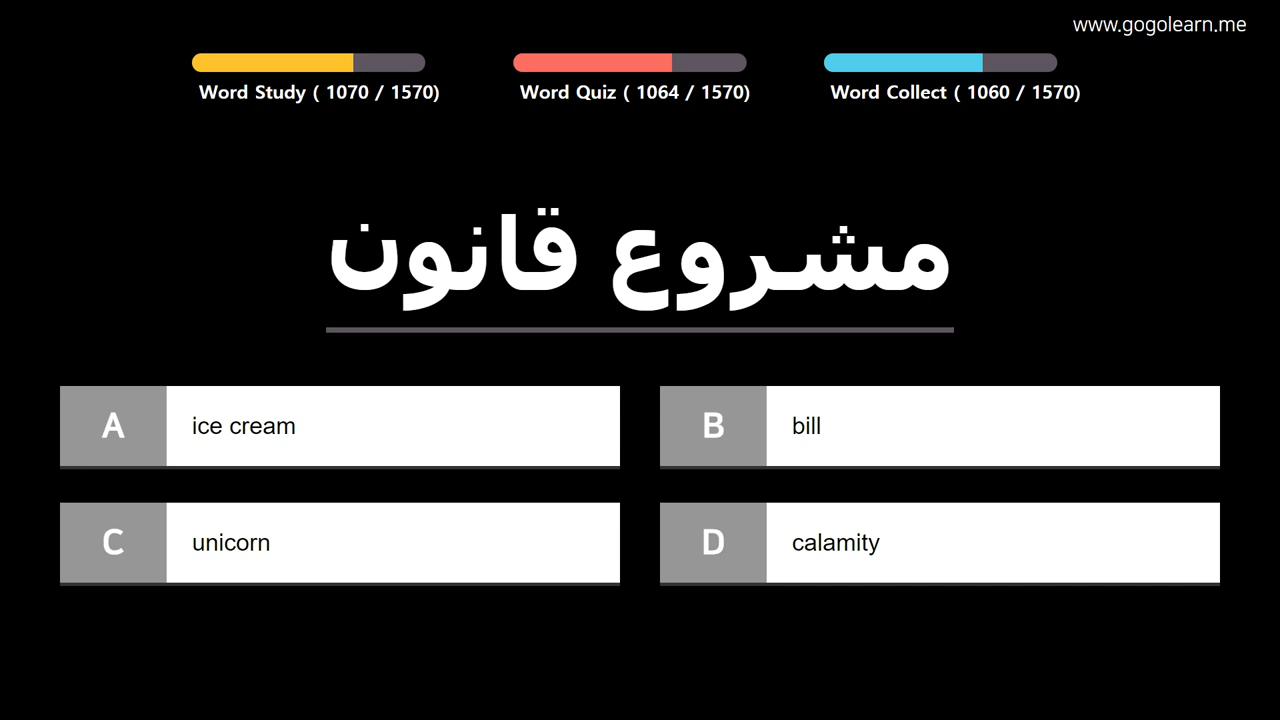 www.gogolearn.me
Word Study ( 1070 / 1570)
Word Quiz ( 1064 / 1570)
Word Collect ( 1060 / 1570)
مشروع قانون
A ice cream
B bill
C unicorn
D calamity